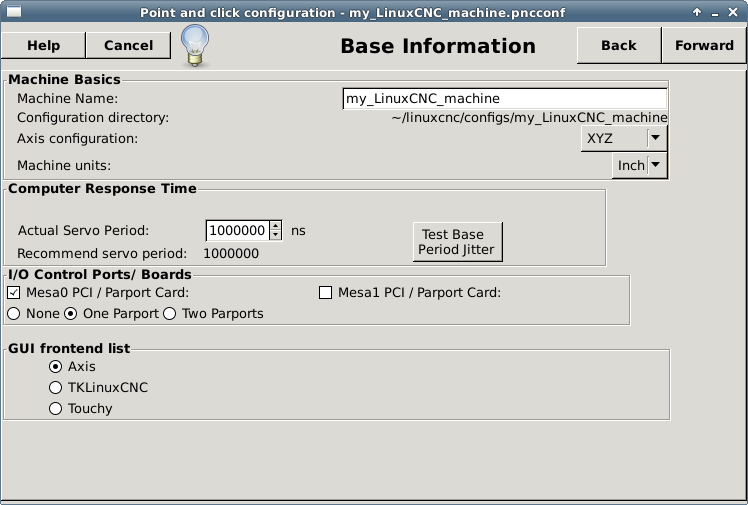 Point and click configuration - my_LinuxCNC_machine.pncconf
Help Cancel Base Information Back Forward
Machine Basics
Machine Name: my_LinuxCNC_machine
Configuration directory: ~/linuxcnc/configs/my_LinuxCNC_machine
Axis configuration: XYZ
Machine units: Inch
Computer Response Time
Actual Servo Period: 1000000 ns
Test Base
Period Jitter
Recommend servo period: 1000000
I/O Control Ports/ Boards
Mesa0 PCI / Parport Card: Mesa1 PCI / Parport Card:
None One Parport Two Parports
GUI frontend list
Axis
TKLinuxCNC
Touchy